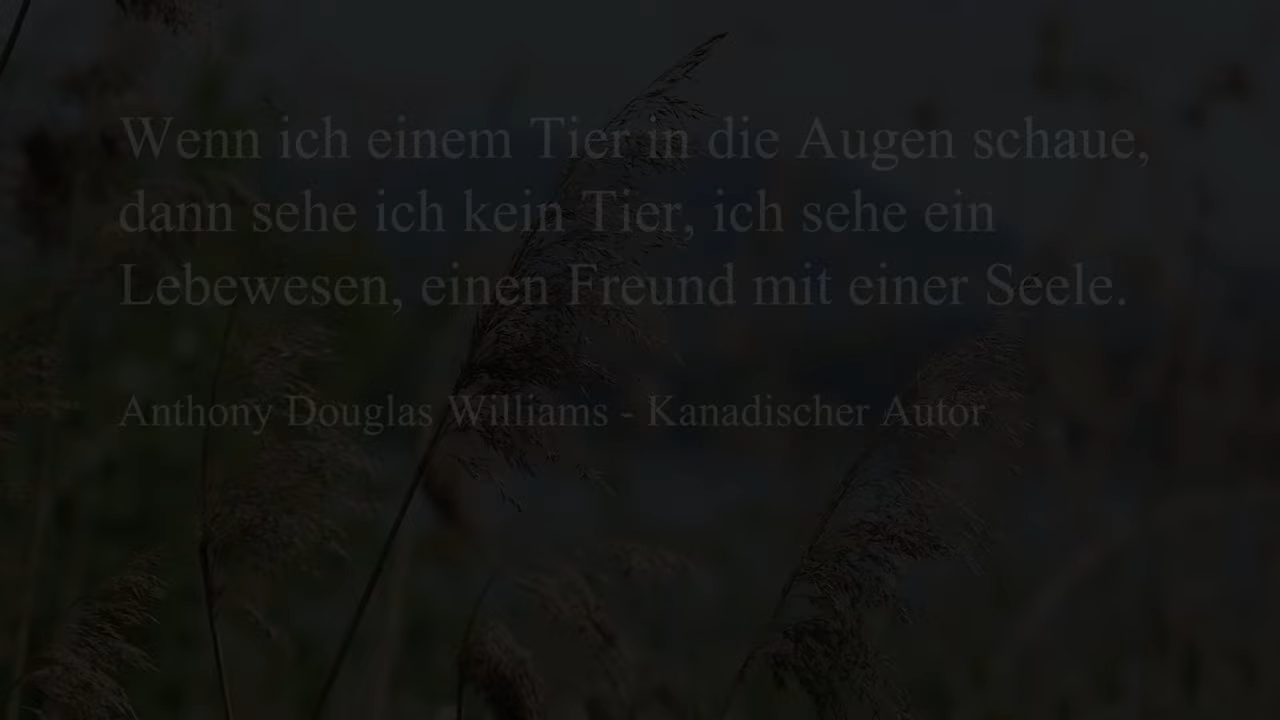 Wenn ich einem Tier in die Augen schaue,
dann sehe ich kein Tier, ich sehe ein
Lebewesen, einen Freund mit einer Seele.
Anthony Douglas Williams - Kanadischer Autor